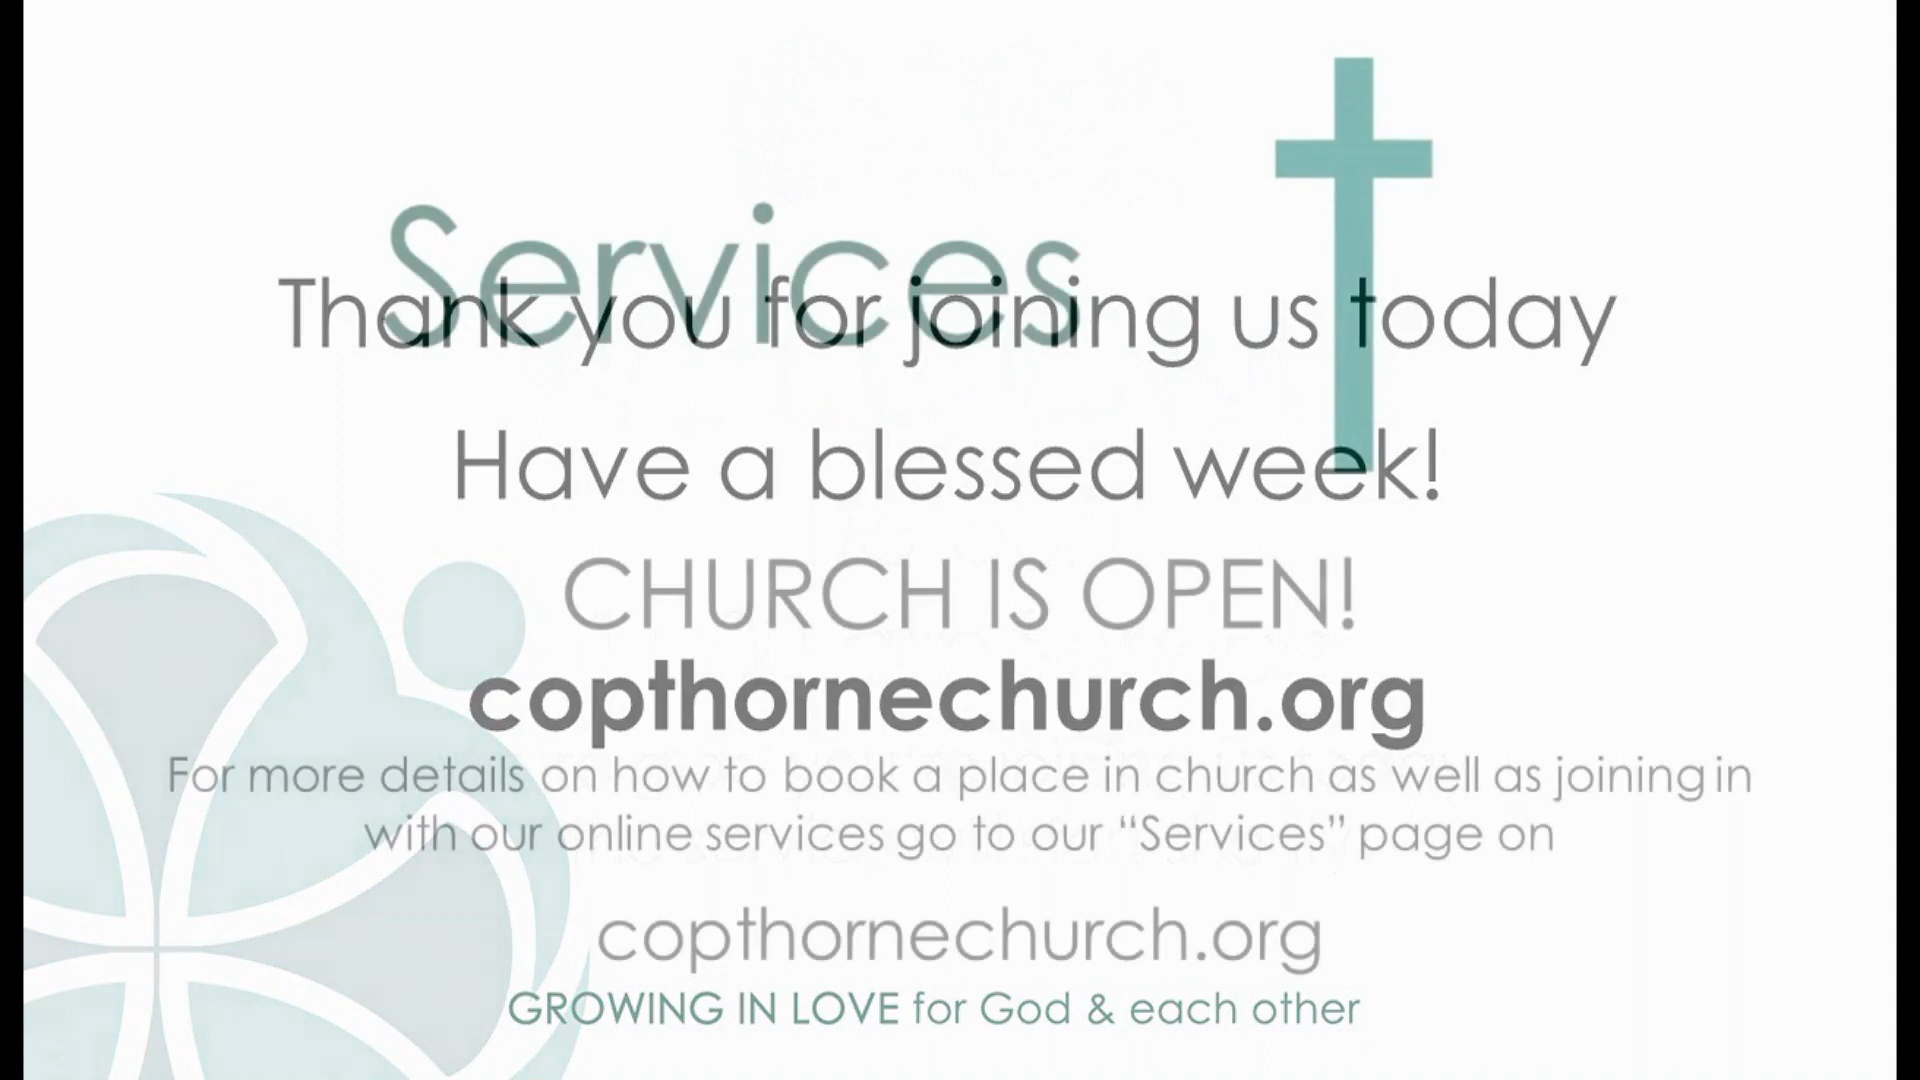 Services
Thank you for joining us today
Have a blessed week!
CHURCH IS OPEN!
copthornechurch.org
For more details on how to book a place in church as well as joining in
with our online services go to our “Services” page on
copthornechurch.org
GROWING IN LOVE for God & each other